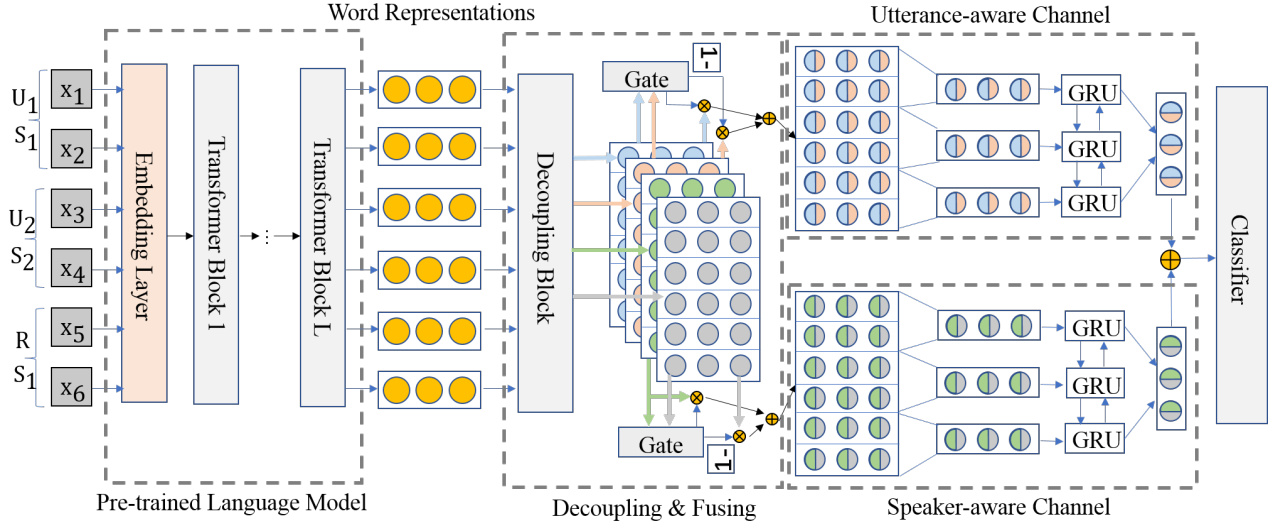 Word Representations
Utterance-aware Channel
U1
S1
U2
S2
R
S1
x1
x2
x3
x4
x5
x6
Embedding Layer
Transformer Block 1
...
Transformer Block L
Decoupling Block
Gate
1-
Gate
1-
GRU
GRU
GRU
GRU
GRU
GRU
Classifier
Pre-trained Language Model
Decoupling & Fusing
Speaker-aware Channel